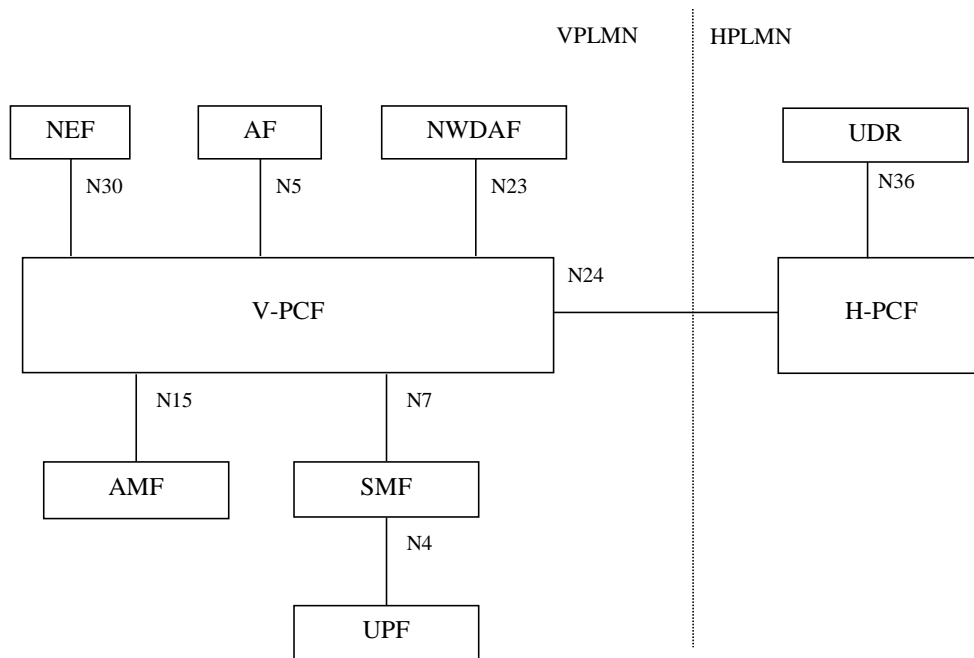 VPLMN HPLMN
NEF AF NWDAF UDR
N30 N5 N23 N36
N24
V-PCF H-PCF
N15 N7
AMF SMF
N4
UPF